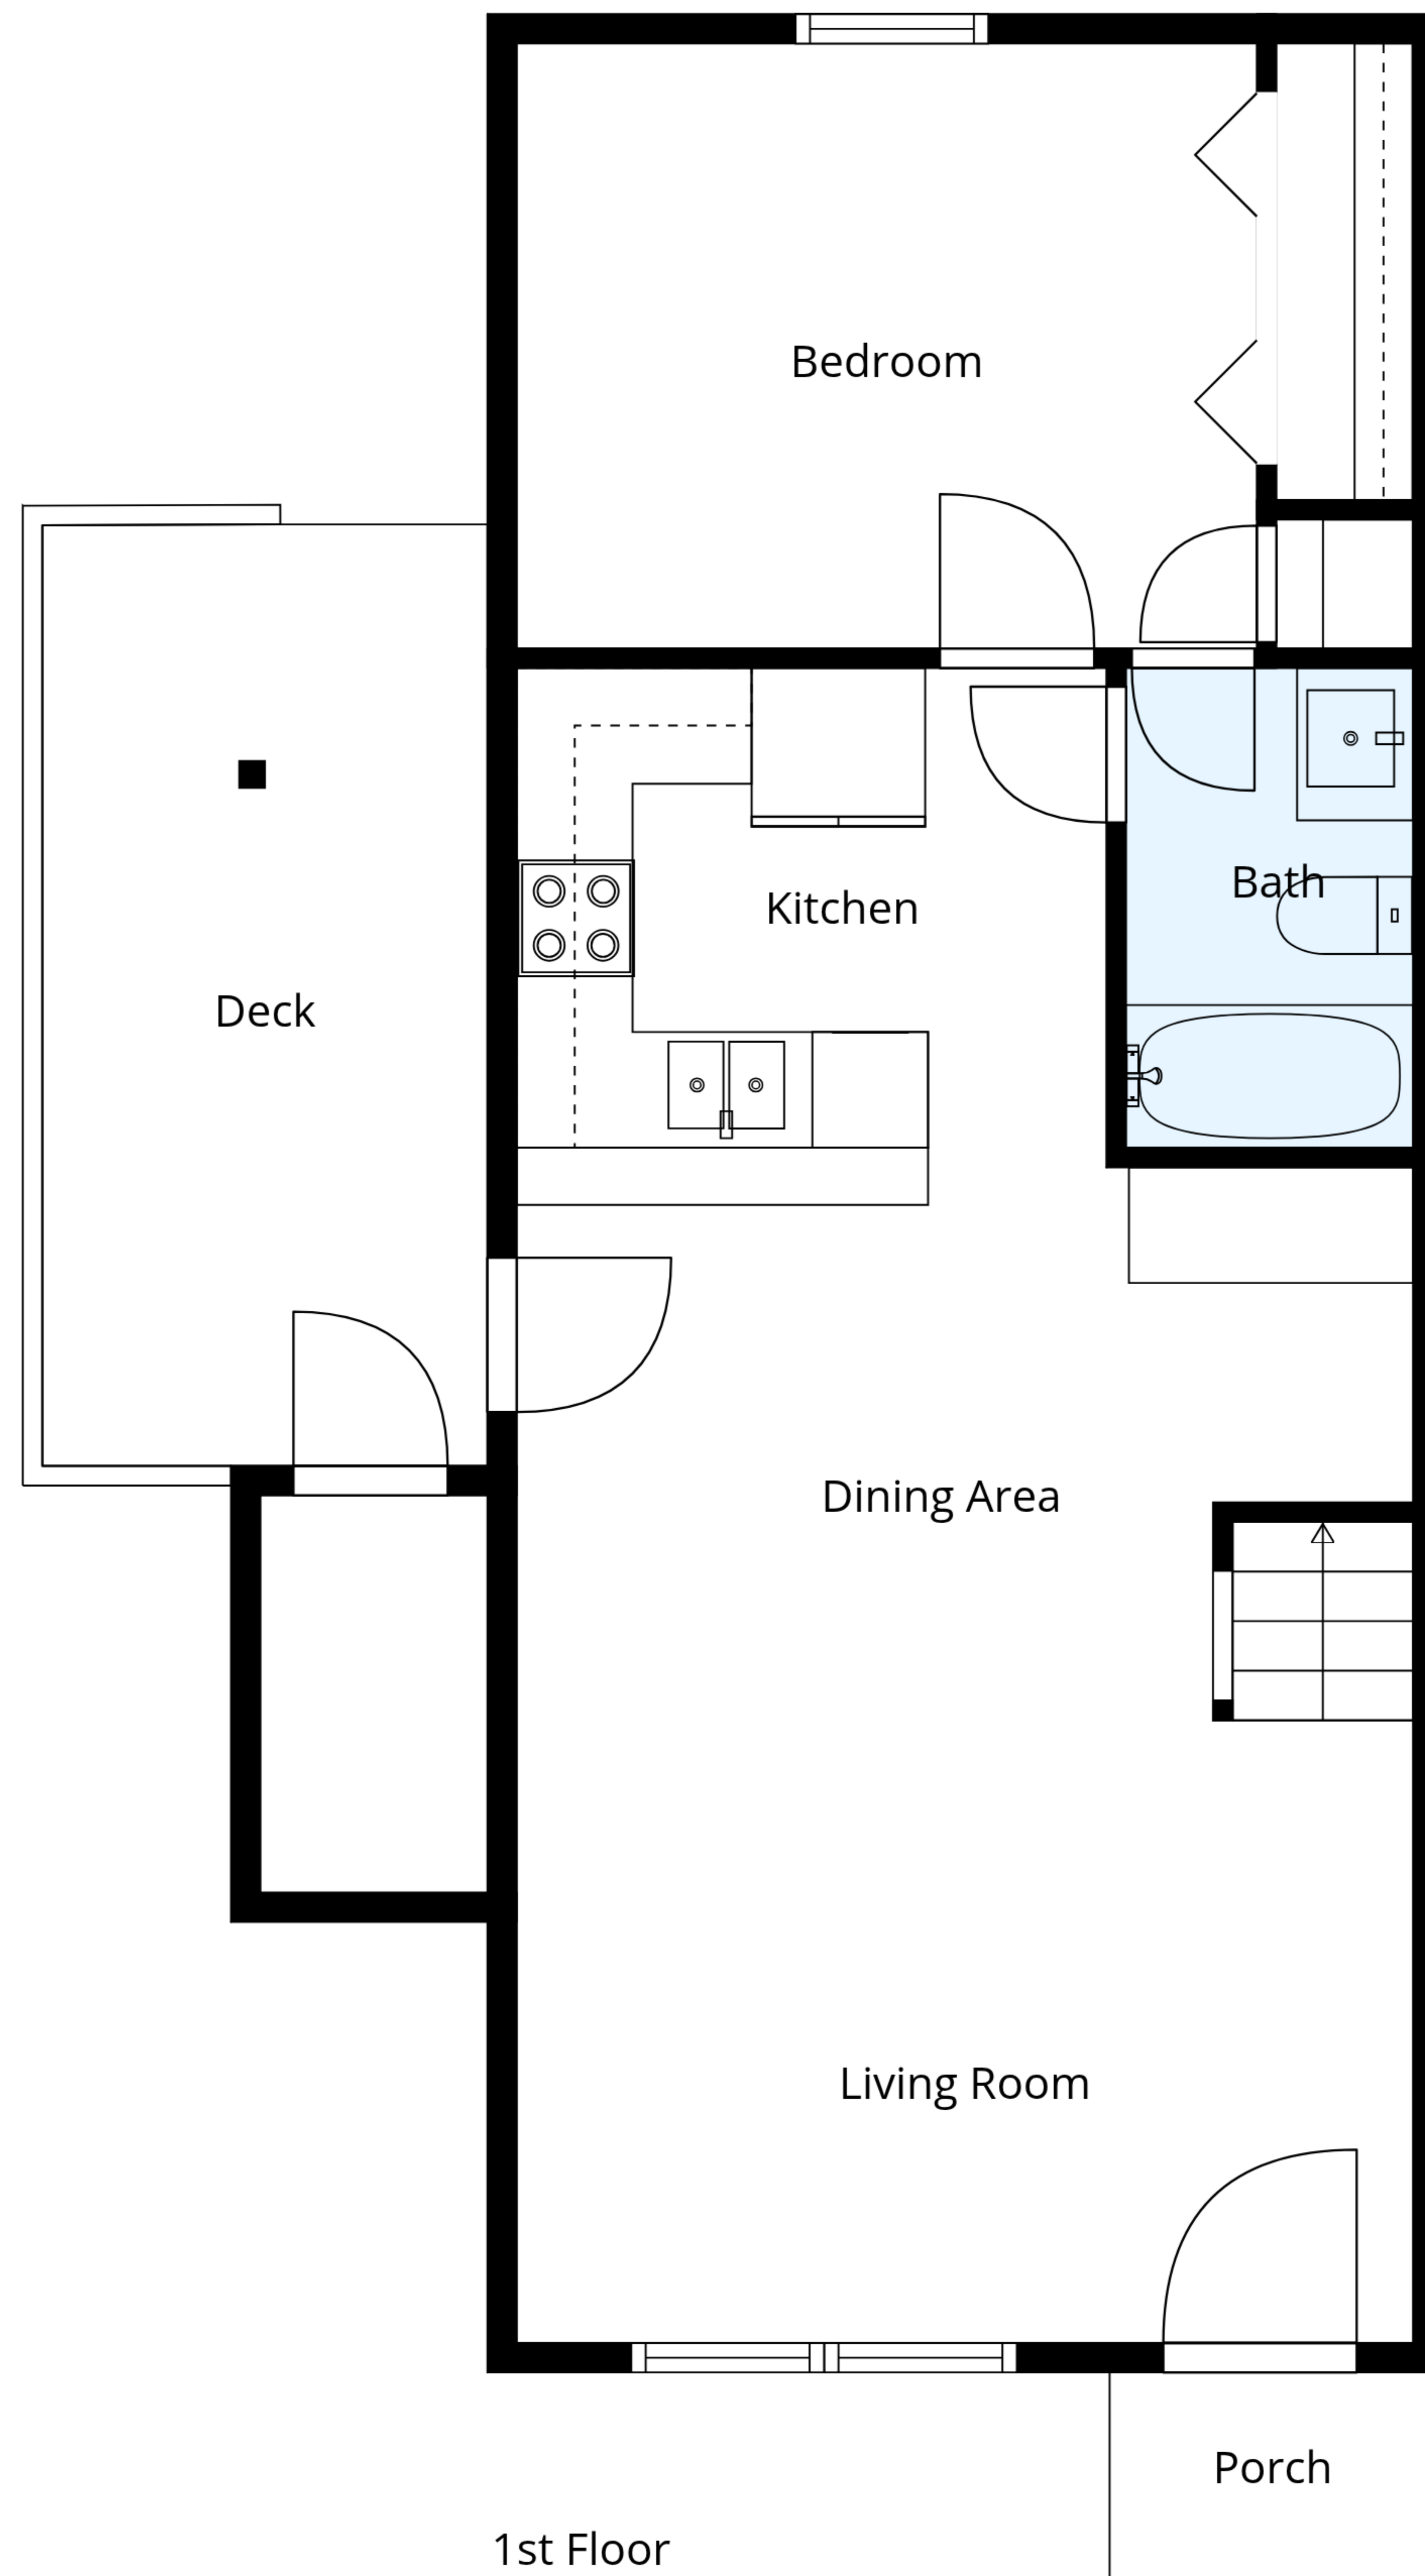 Bedroom
Kitchen
Bath
Deck
Dining Area
Living Room
Porch
1st Floor